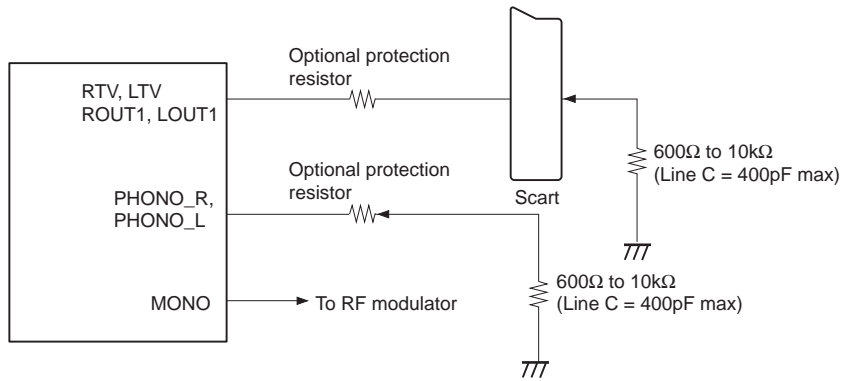 Optional protection
resistor
RTV, LTV
ROUT1, LOUT1
600Ω to 10kΩ
(Line C = 400pF max)
Scart
Optional protection
resistor
PHONO_R,
PHONO_L
600Ω to 10kΩ
(Line C = 400pF max)
MONO
To RF modulator